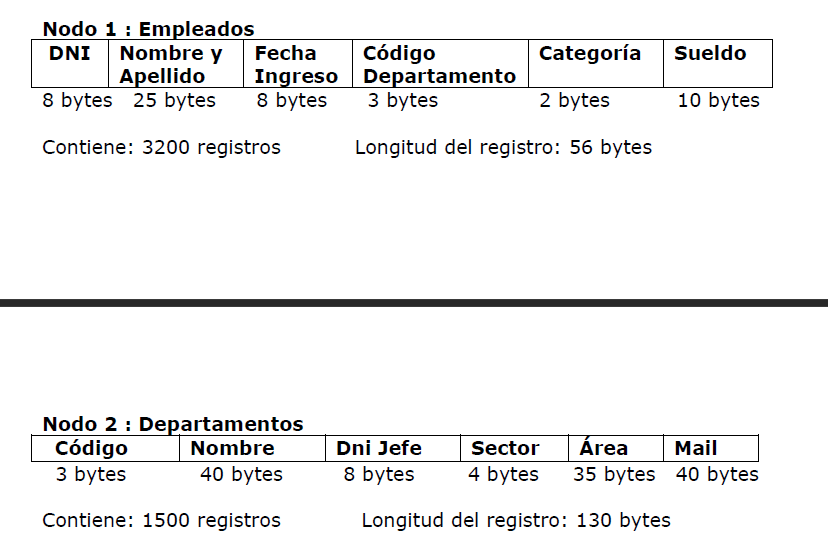 Nodo 1 : Empleados
DNI Nombre y Apellido Fecha Ingreso Código Departamento Categoría Sueldo
8 bytes 25 bytes 8 bytes 3 bytes 2 bytes 10 bytes
Contiene: 3200 registros Longitud del registro: 56 bytes
Nodo 2 : Departamentos
Código Nombre Dni Jefe Sector Área Mail
3 bytes 40 bytes 8 bytes 4 bytes 35 bytes 40 bytes
Contiene: 1500 registros Longitud del registro: 130 bytes